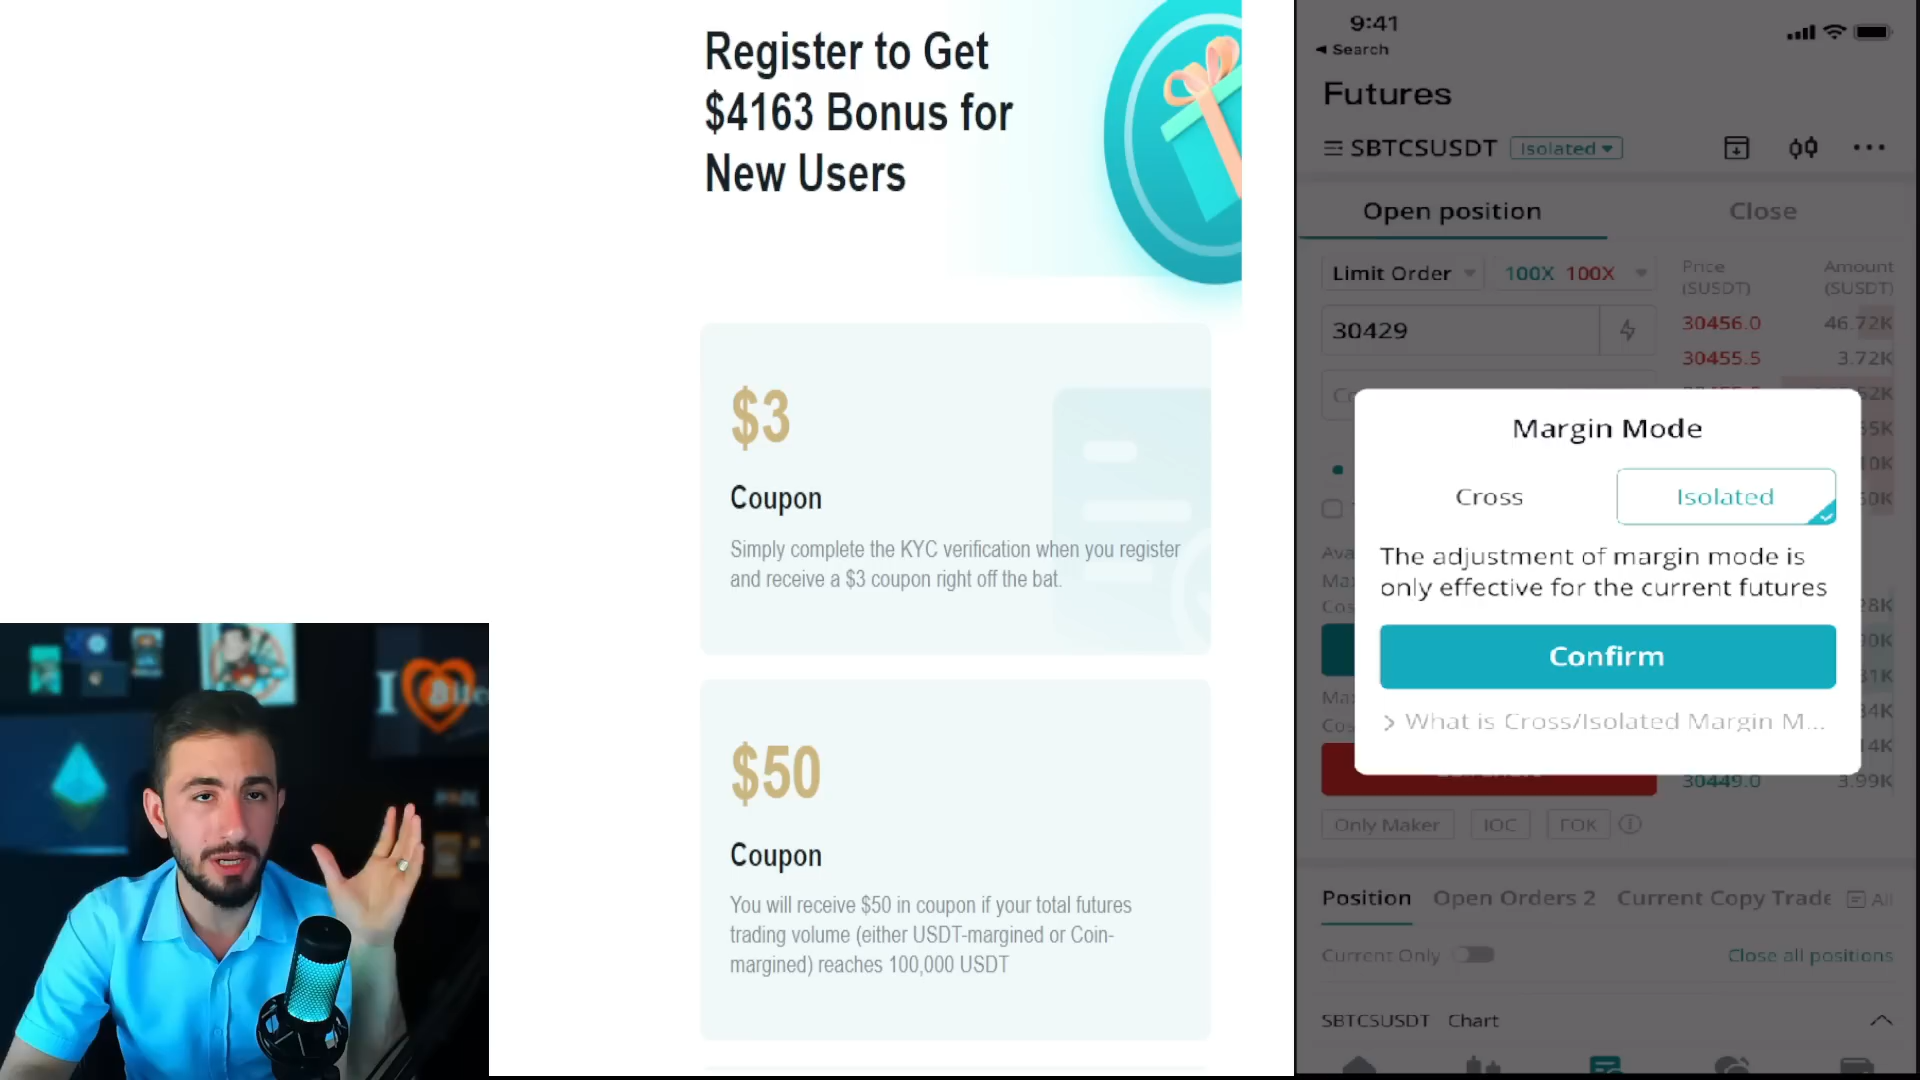 Register to Get
$4163 Bonus for
New Users
$3
Coupon
Simply complete the KYC verification when you register
and receive a $3 coupon right off the bat.
$50
Coupon
You will receive $50 in coupon if your total futures
trading volume (either USDT-margined or Coin-
margined) reaches 100,000 USDT
I
9:41
Search
Futures
SBTCSUSDT Isolated
Open position Close
Limit Order 100X 100X
Price
(SUSDT)
Amount
(SUSDT)
30429
30456.0 46.72K
30455.5 3.72K
Margin Mode
Cross Isolated
The adjustment of margin mode is
only effective for the current futures
Confirm
What is Cross/Isolated Margin M...
30449.0 3.99K
Only Maker IOC FOK
Position Open Orders 2 Current Copy Trade All
Current Only Close all positions
SBTCSUSDT Chart